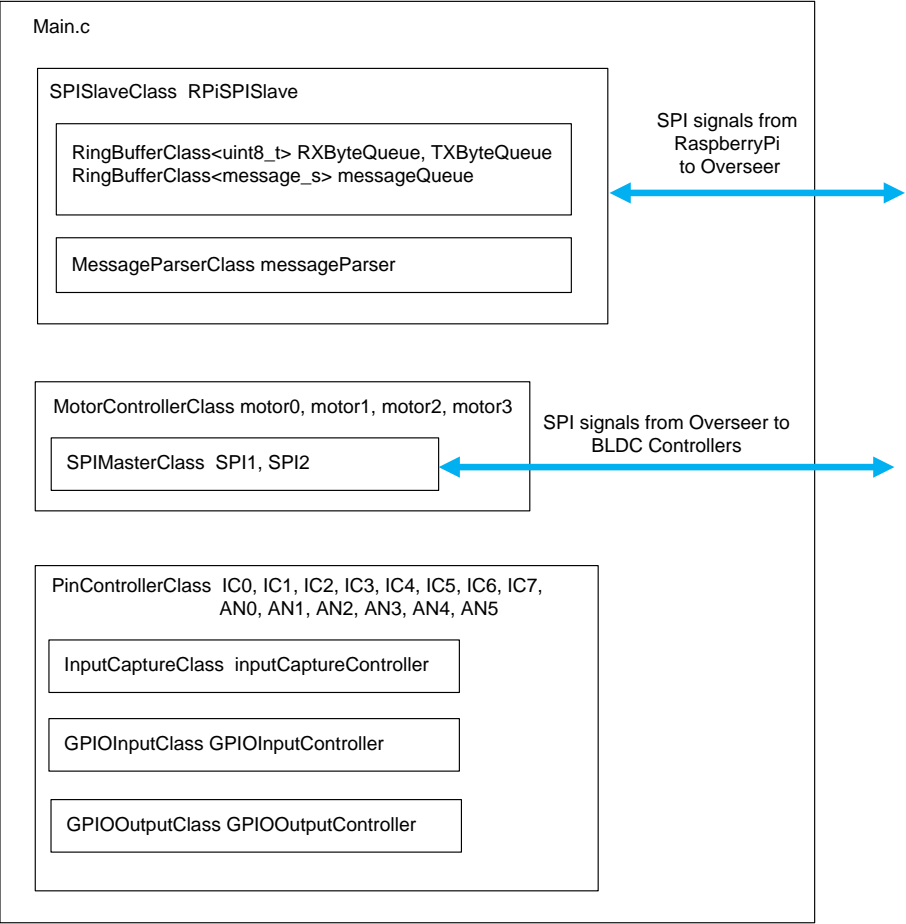 Main.c
SPISlaveClass  RPiSPISlave
RingBufferClass<uint8_t> RXByteQueue, TXByteQueue
RingBufferClass<message_s> messageQueue
MessageParserClass messageParser
SPI signals from
RaspberryPi
to Overseer
MotorControllerClass motor0, motor1, motor2, motor3
SPIMasterClass  SPI1, SPI2
SPI signals from Overseer to
BLDC Controllers
PinControllerClass  IC0, IC1, IC2, IC3, IC4, IC5, IC6, IC7,
AN0, AN1, AN2, AN3, AN4, AN5
InputCaptureClass  inputCaptureController
GPIOInputClass GPIOInputController
GPIOOutputClass GPIOOutputController